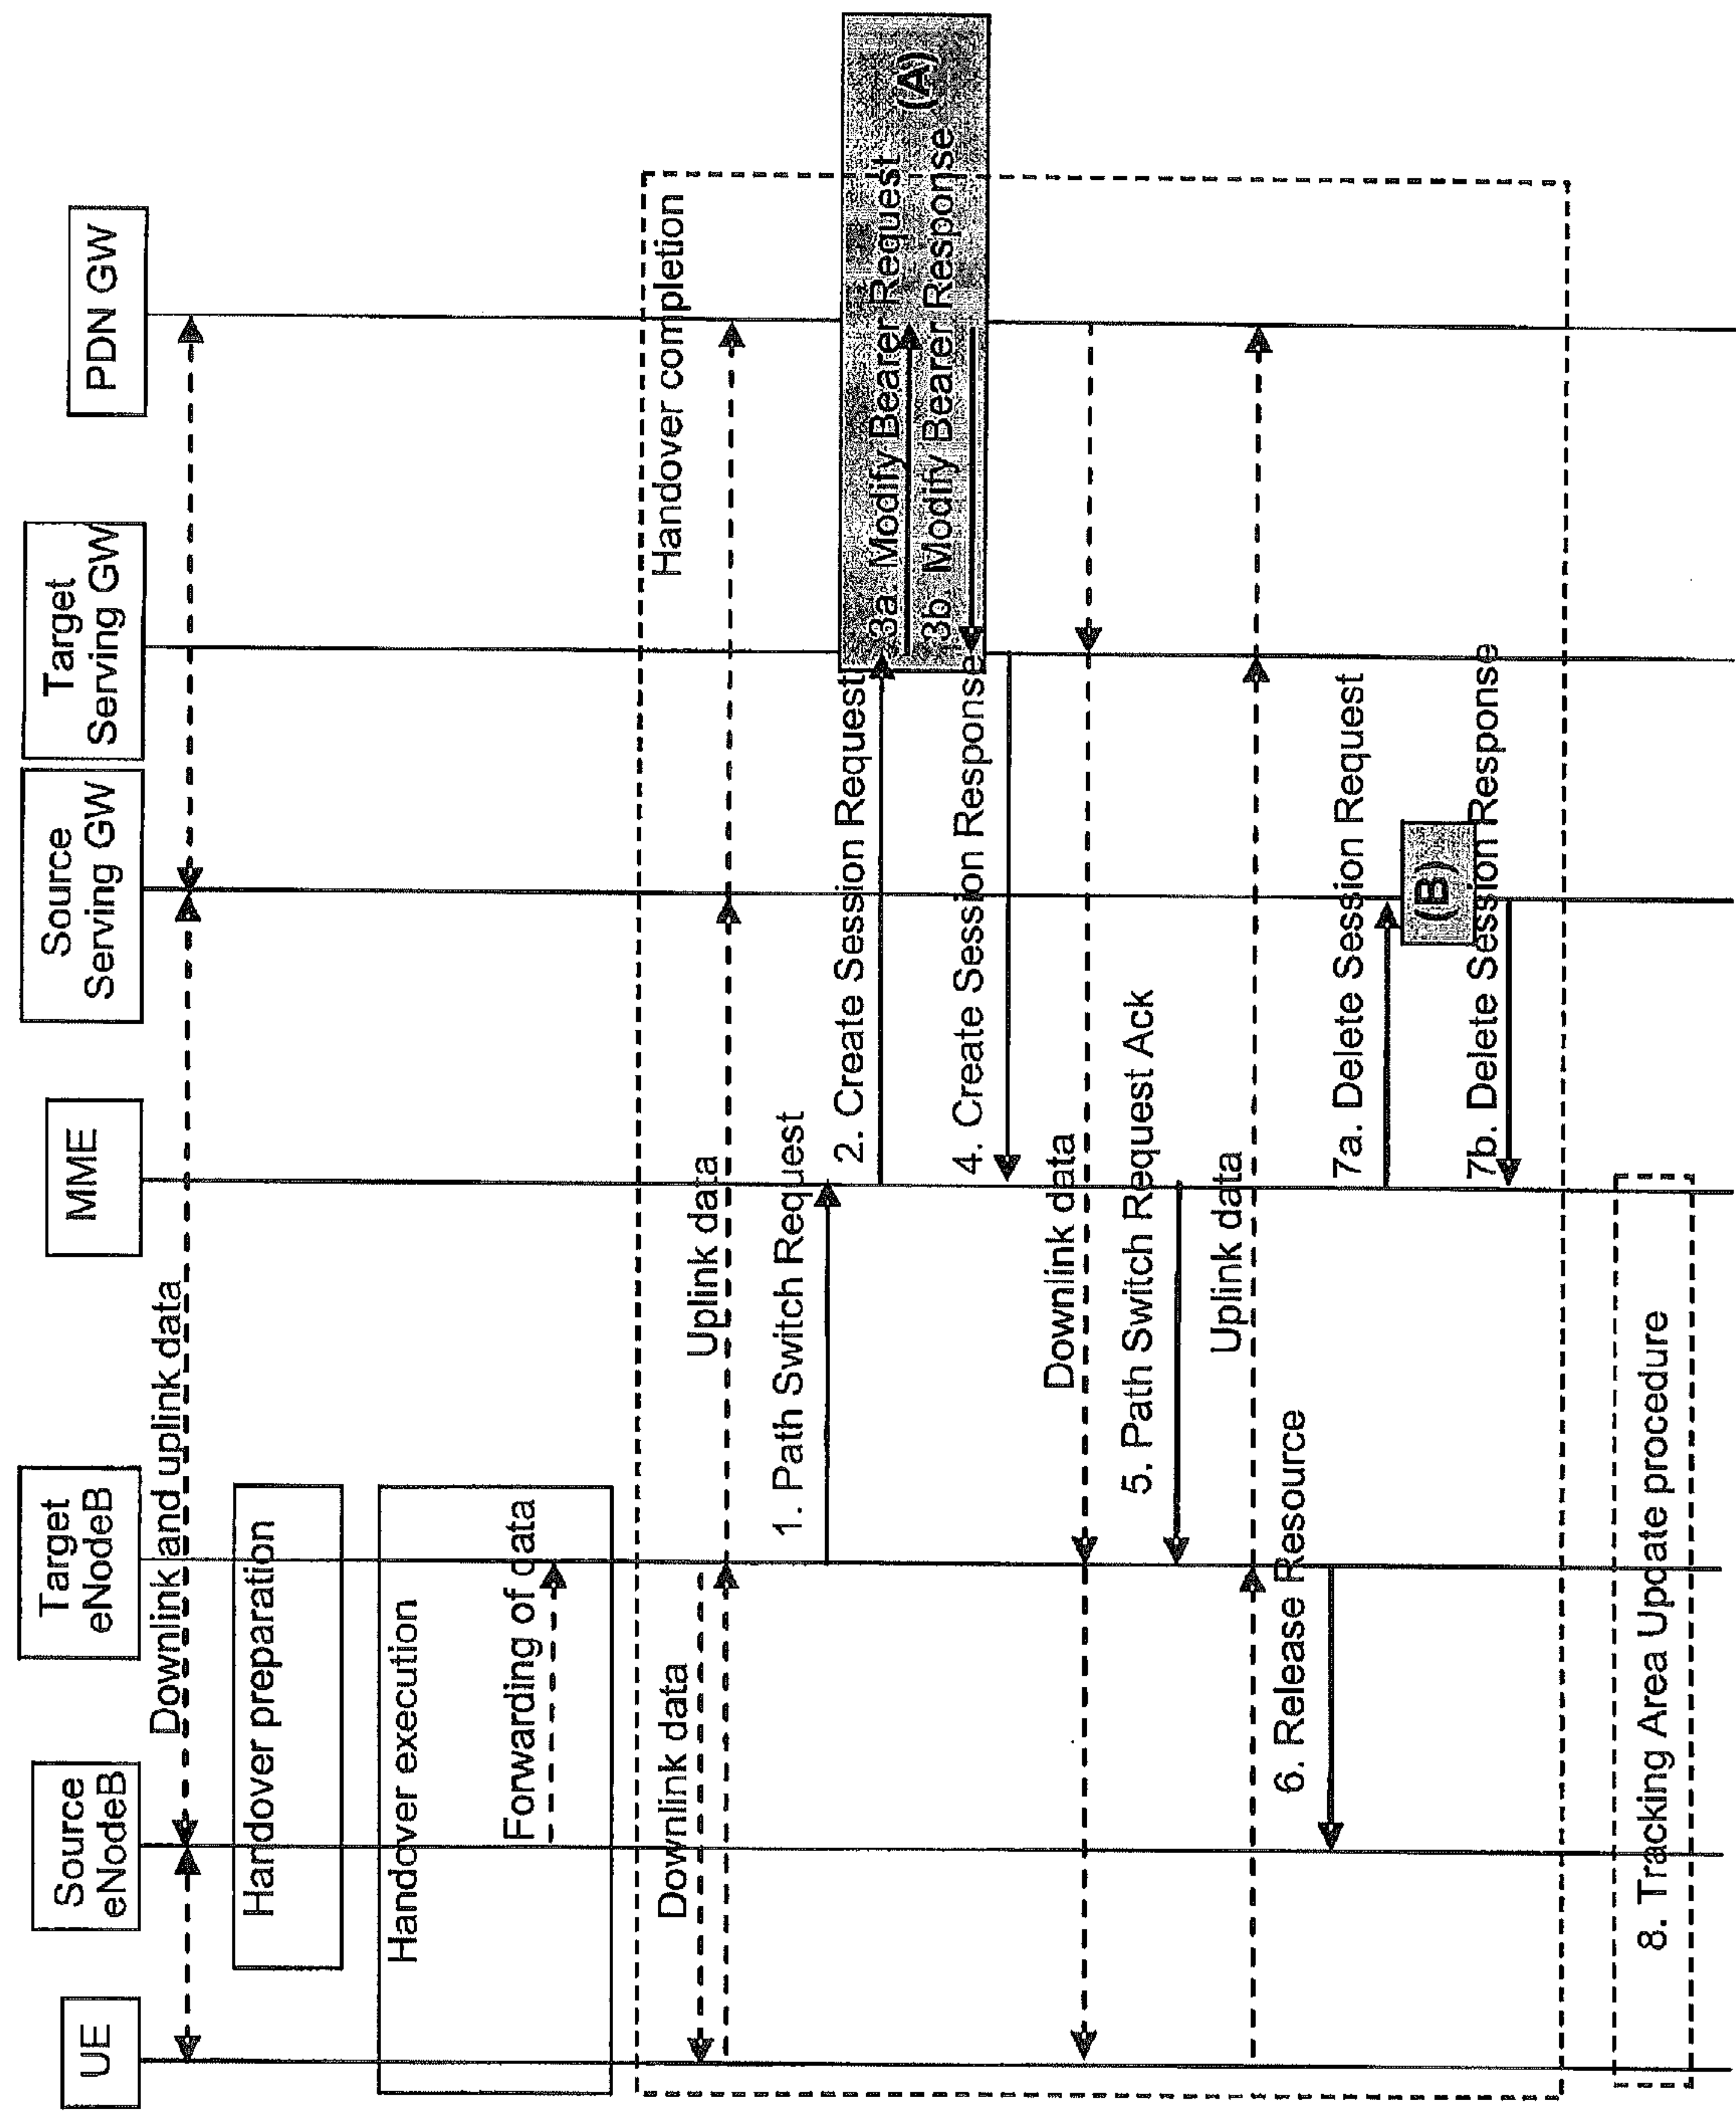 UE
Source
eNodeB
Target
eNodeB
MME
Source
Serving GW
Target
Serving GW
PDN GW
Downlink and uplink data
Handover preparation
Handover execution
Forwarding of data
Handover completion
Downlink data
Uplink data
1. Path Switch Request
2. Create Session Request
3a. Modify Bearer Request
(A)
3b. Modify Bearer Response
4. Create Session Response
Downlink data
5. Path Switch Request Ack
Uplink data
6. Release Resource
7a. Delete Session Request
(B)
7b. Delete Session Response
8. Tracking Area Update procedure